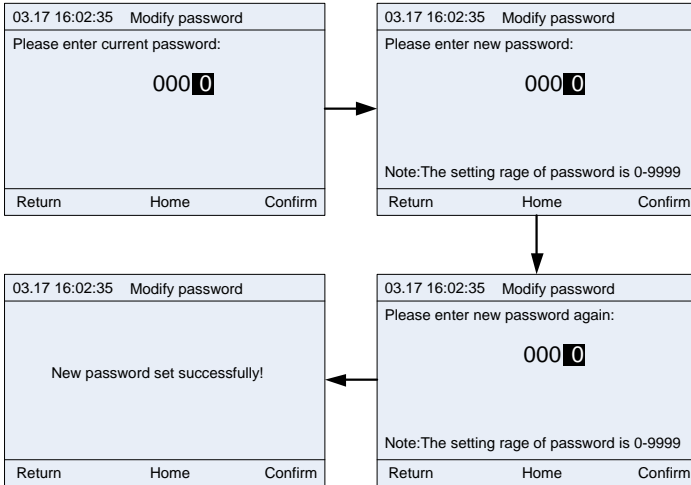 03.17 16:02:35 Modify password
Please enter current password:
0000
Return Home Confirm
03.17 16:02:35 Modify password
Please enter new password:
0000
Note:The setting rage of password is 0-9999
Return Home Confirm
03.17 16:02:35 Modify password
Please enter new password again:
0000
Note:The setting rage of password is 0-9999
Return Home Confirm
03.17 16:02:35 Modify password
New password set successfully!
Return Home Confirm